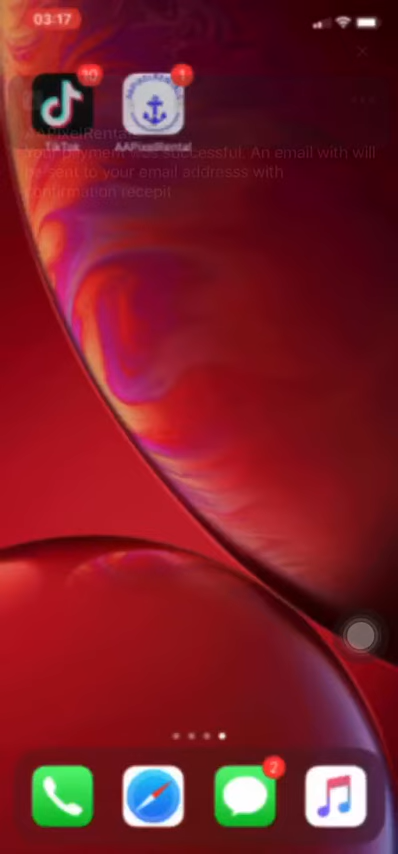 03:17
80
1
AAPixelRental
TikTok
AAPixelRental
Your payment was successful. An email with will
be sent to your email addresss with
confirmation recepit
2